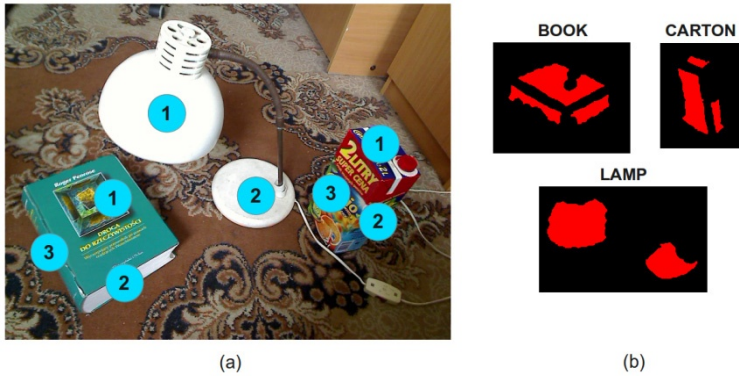 1
1
2 LITRY
SUPER CENA
2
3
2
Roger Penrose
1
DROGA
DO RZECZYWISTOŚCI
3
2
(a)
BOOK
CARTON
LAMP
(b)